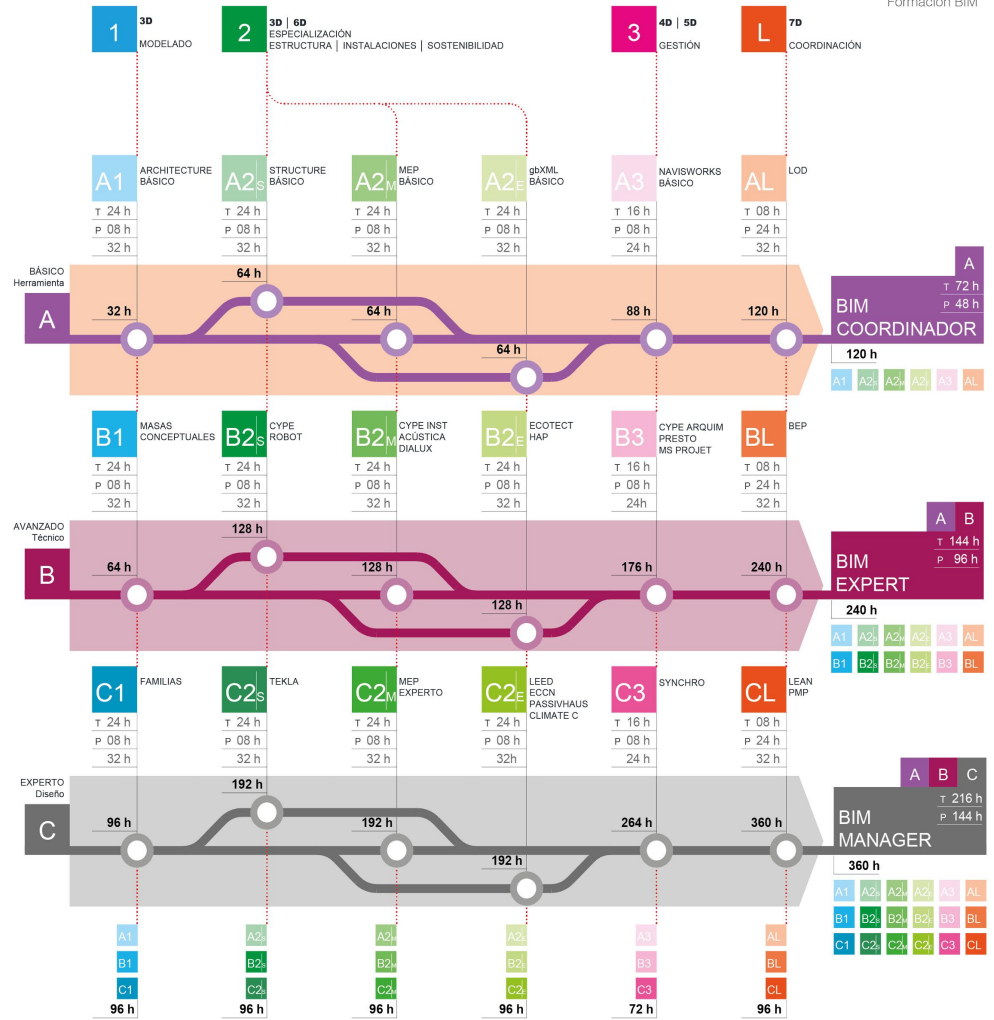 Formación BIM
1
3D
MODELADO
2
3D | 6D
ESPECIALIZACIÓN
ESTRUCTURA | INSTALACIONES | SOSTENIBILIDAD
3
4D | 5D
GESTIÓN
L
7D
COORDINACIÓN
A1
ARCHITECTURE
BÁSICO
T 24 h
P 08 h
32 h
A2S
STRUCTURE
BÁSICO
T 24 h
P 08 h
32 h
A2M
MEP
BÁSICO
T 24 h
P 08 h
32 h
A2E
gbXML
BÁSICO
T 24 h
P 08 h
32 h
A3
NAVISWORKS
BÁSICO
T 16 h
P 08 h
24 h
AL
LOD
T 08 h
P 24 h
32 h
BÁSICO
Herramienta
A
32 h
64 h
64 h
64 h
88 h
120 h
A
T 72 h
P 48 h
BIM
COORDINADOR
120 h
A1 A2S A2M A2E A3 AL
B1
MASAS
CONCEPTUALES
T 24 h
P 08 h
32 h
B2S
CYPE
ROBOT
T 24 h
P 08 h
32 h
B2M
CYPE INST
ACÚSTICA
DIALUX
T 24 h
P 08 h
32 h
B2E
ECOTECT
HAP
T 24 h
P 08 h
32 h
B3
CYPE ARQUIM
PRESTO
MS PROJET
T 16 h
P 08 h
24h
BL
BEP
T 08 h
P 24 h
32 h
AVANZADO
Técnico
B
64 h
128 h
128 h
128 h
176 h
240 h
A B
T 144 h
P 96 h
BIM
EXPERT
240 h
A1 A2S A2M A2E A3 AL
B1 B2S B2M B2E B3 BL
C1
FAMILIAS
T 24 h
P 08 h
32 h
C2S
TEKLA
T 24 h
P 08 h
32 h
C2M
MEP
EXPERTO
T 24 h
P 08 h
32 h
C2E
LEED
ECCN
PASSIVHAUS
CLIMATE C
T 24 h
P 08 h
32h
C3
SYNCHRO
T 16 h
P 08 h
24 h
CL
LEAN
PMP
T 08 h
P 24 h
32 h
EXPERTO
Diseño
C
96 h
192 h
192 h
192 h
264 h
360 h
A B C
T 216 h
P 144 h
BIM
MANAGER
360 h
A1 A2S A2M A2E A3 AL
B1 B2S B2M B2E B3 BL
C1 C2S C2M C2E C3 CL
A1 A2S A2M A2E A3 AL
B1 B2S B2M B2E B3 BL
C1 C2S C2M C2E C3 CL
96 h 96 h 96 h 96 h 72 h 96 h